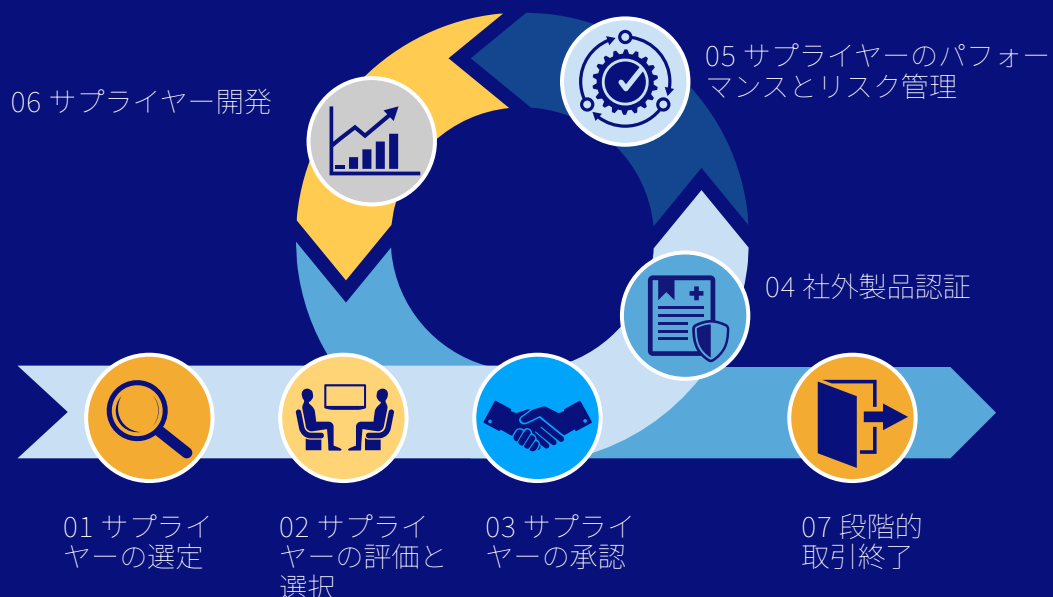 05 サプライヤーのパフォー
マンスとリスク管理
06 サプライヤー開発
04 社外製品認証
01 サプライ
ヤーの選定
02 サプライ
ヤーの評価と
選択
03 サプライ
ヤーの承認
07 段階的
取引終了